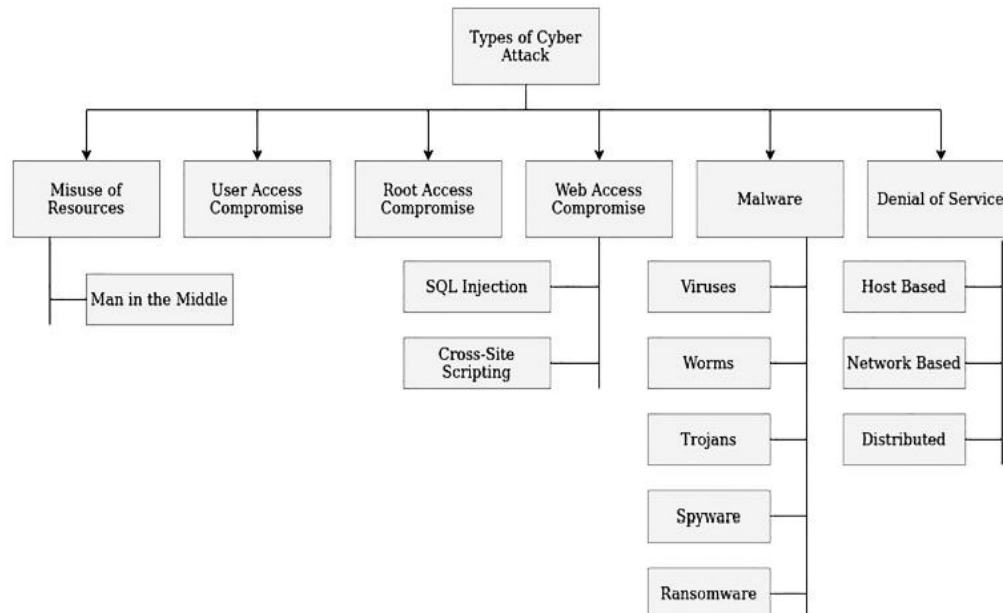 Types of Cyber
Attack
Misuse of
Resources
User Access
Compromise
Root Access
Compromise
Web Access
Compromise
Malware
Denial of Service
Man in the Middle
SQL Injection
Cross-Site
Scripting
Viruses
Worms
Trojans
Spyware
Ransomware
Host Based
Network Based
Distributed